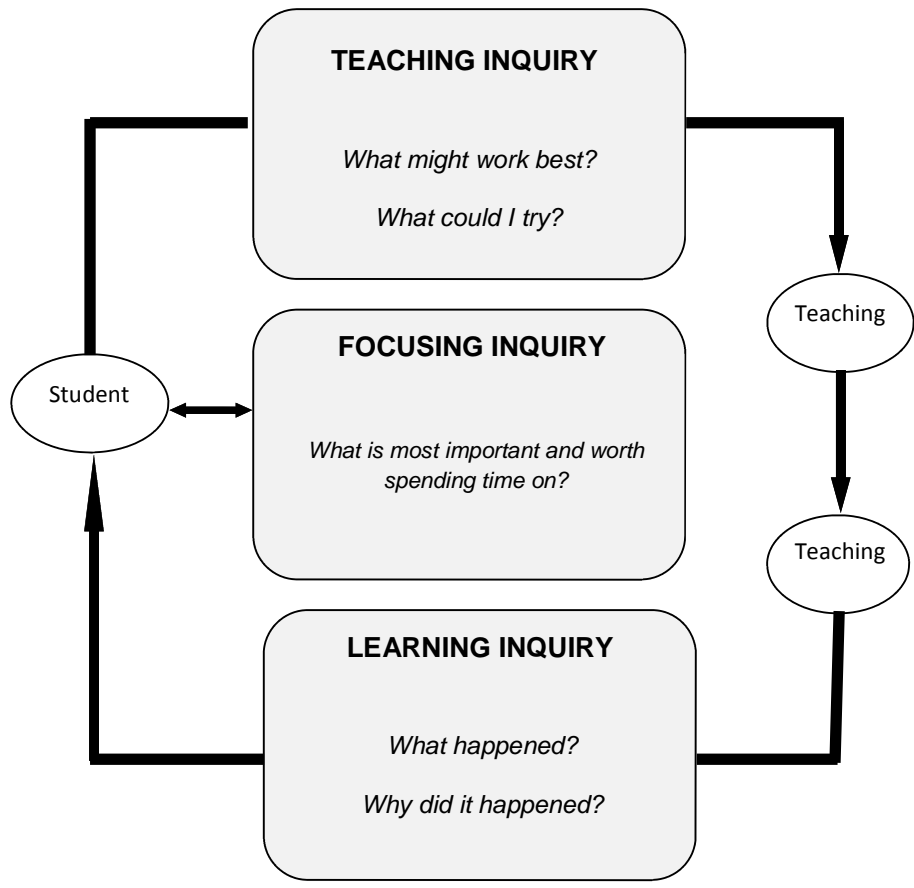 TEACHING INQUIRY
What might work best?
What could I try?
Teaching
FOCUSING INQUIRY
Student
What is most important and worth
spending time on?
Teaching
LEARNING INQUIRY
What happened?
Why did it happened?